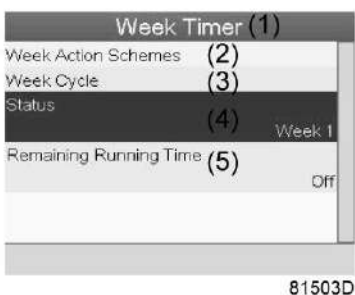 Week Timer (1)
Week Action Schemes (2)
Week Cycle (3)
Status
(4)
Week 1
Remaining Running Time (5)
Off
81503D